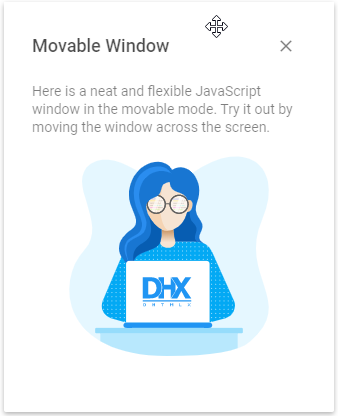 Movable Window
Here is a neat and flexible JavaScript
window in the movable mode. Try it out by
moving the window across the screen.
DHX
DHTMLX